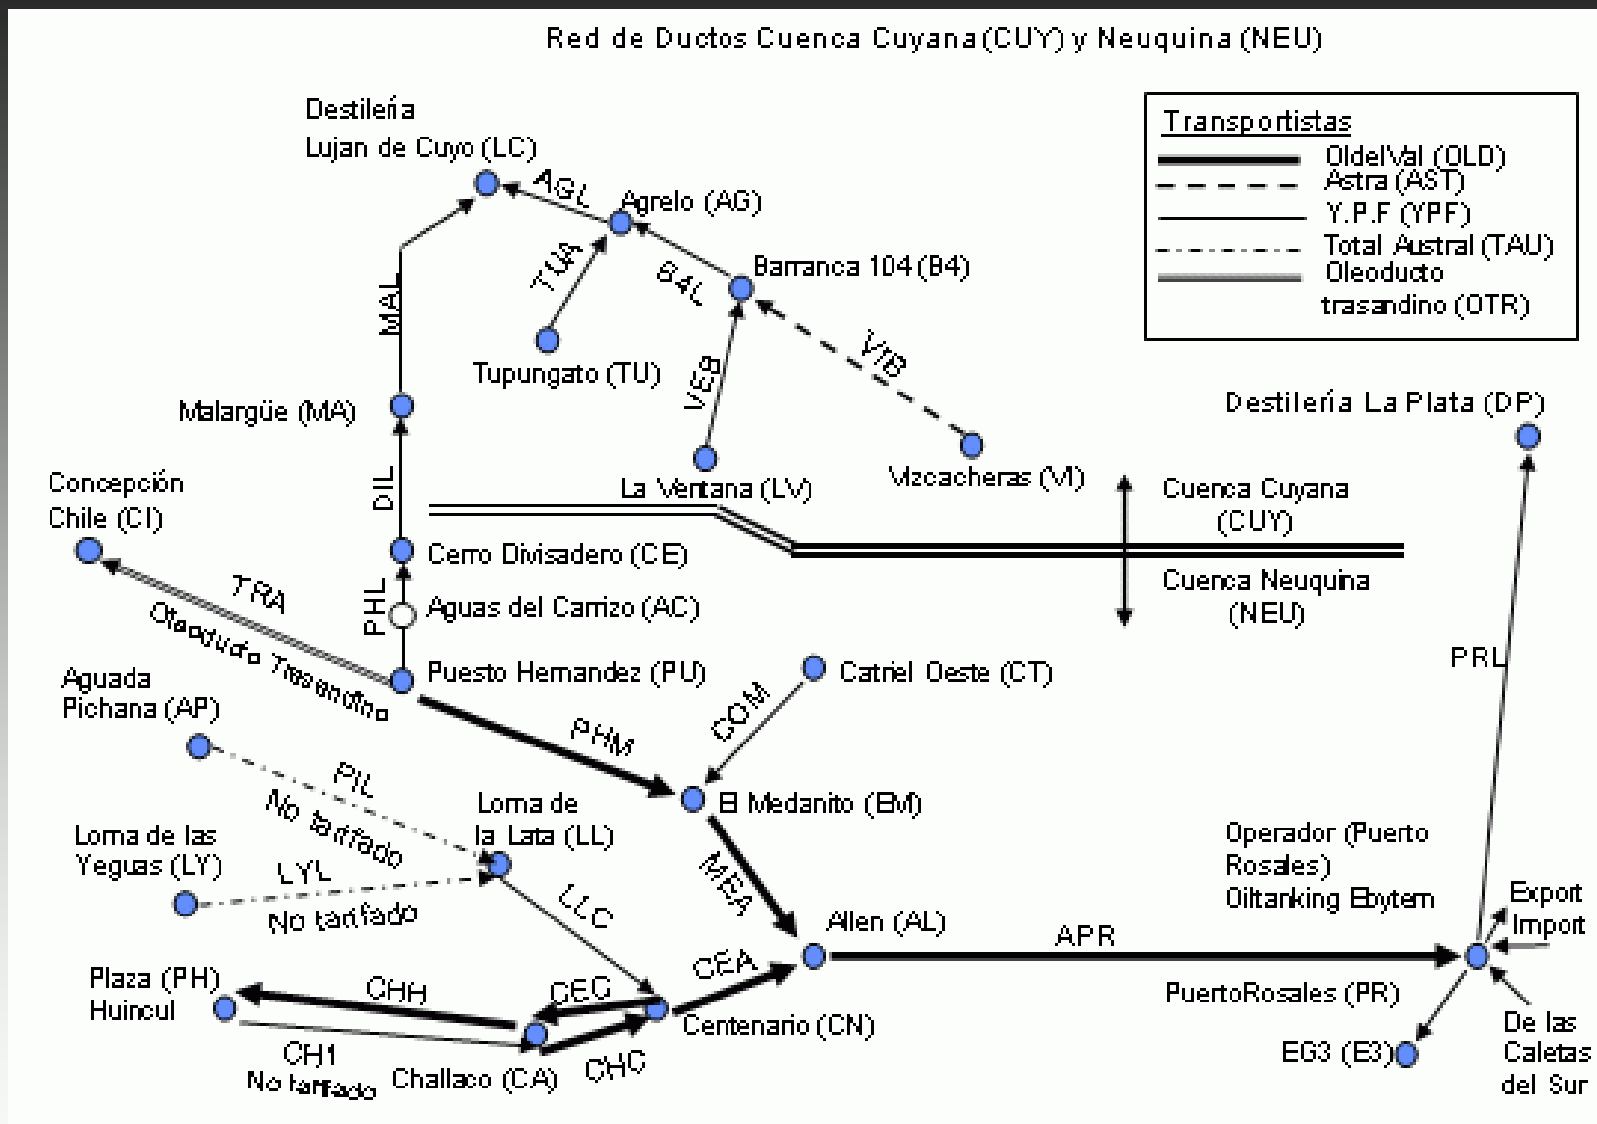 Red de Ductos Cuenca Cuyana (CUY) y Neuquina (NEU)
Destilería
Lujan de Cuyo (LC)
Transportistas
OldelVal (OLD)
Astra (AST)
Y.P.F (YPF)
Total Austral (TAU)
Oleoducto
trasandino (OTR)
AGL
Agrelo (AG)
TUA
B4L
Barranca 104 (B4)
MAL
Tupungato (TU)
VEB
VIB
Malargüe (MA)
Destilería La Plata (DP)
La Ventana (LV)
Vizcacheras (VI)
DIL
Concepción
Chile (CI)
Cuenca Cuyana
(CUY)
Cerro Divisadero (CE)
Cuenca Neuquina
(NEU)
TRA
Oleoducto Trasandino
PHL
Aguas del Carrizo (AC)
Puesto Hernandez (PU)
Catriel Oeste (CT)
PRL
Aguada
Pichana (AP)
PHM
COM
PIL
No tarifado
Loma de
la Lata (LL)
El Medanito (EM)
Loma de las
Yeguas (LY)
LYL
No tarifado
LLC
MEA
Operador (Puerto
Rosales)
Oiltanking Ebytem
Export
Import
Allen (AL)
APR
Plaza (PH)
Huincul
CHH
CEC
CEA
PuertoRosales (PR)
Centenario (CN)
CH1
No tarifado
Challaco (CA)
CHC
EG3 (E3)
De las
Caletas
del Sur